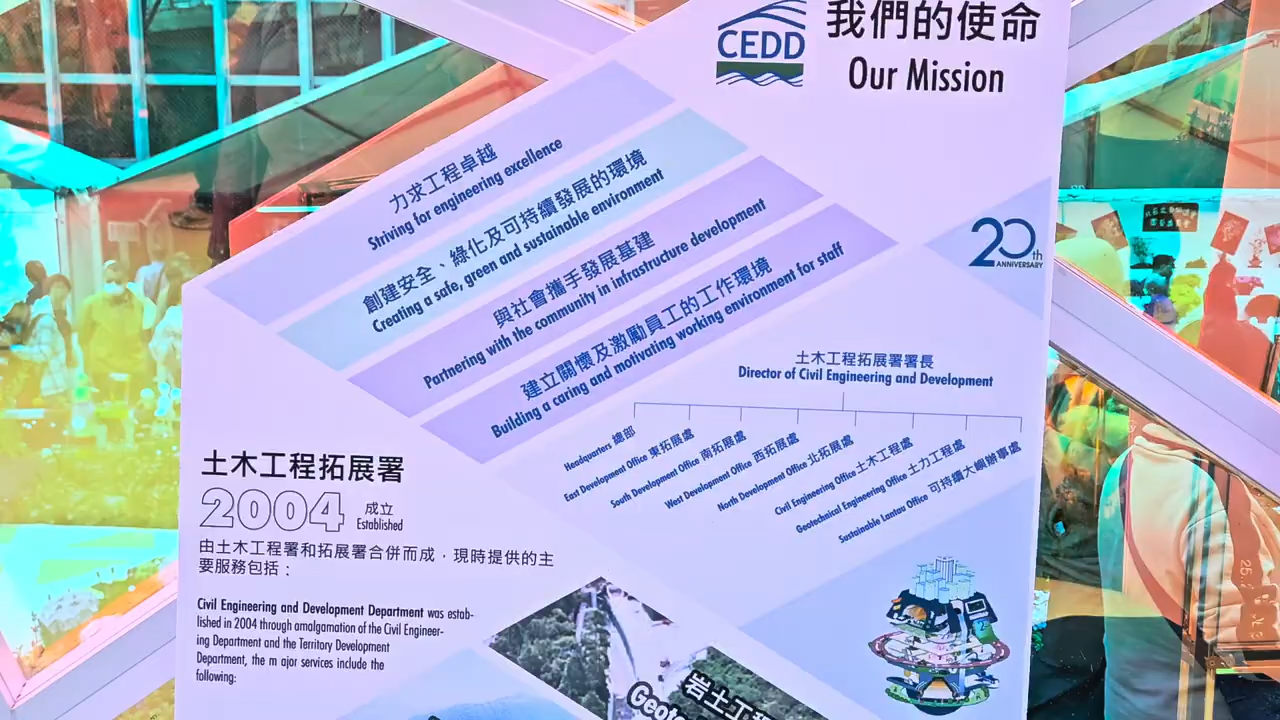 CEDD
我們的使命
Our Mission
力求工程卓越
Striving for engineering excellence
創建安全、綠化及可持續發展的環境
Creating a safe, green and sustainable environment
與社會攜手發展基建
Partnering with the community in infrastructure development
建立關懷及激勵員工的工作環境
Building a caring and motivating working environment for staff
20th
ANNIVERSARY
土木工程拓展署署長
Director of Civil Engineering and Development
Headquarters 總部
East Development Office 東拓展處
South Development Office 南拓展處
West Development Office 西拓展處
North Development Office 北拓展處
Civil Engineering Office 土木工程處
Geotechnical Engineering Office 土力工程處
Sustainable Lantau Office 可持續大嶼辦事處
土木工程拓展署
2004 成立
Established
由土木工程署和拓展署合併而成，現時提供的主
要服務包括：
Civil Engineering and Development Department was estab-
lished in 2004 through amalgamation of the Civil Engineer-
ing Department and the Territory Development
Department, the m ajor services include the
following:
岩土工